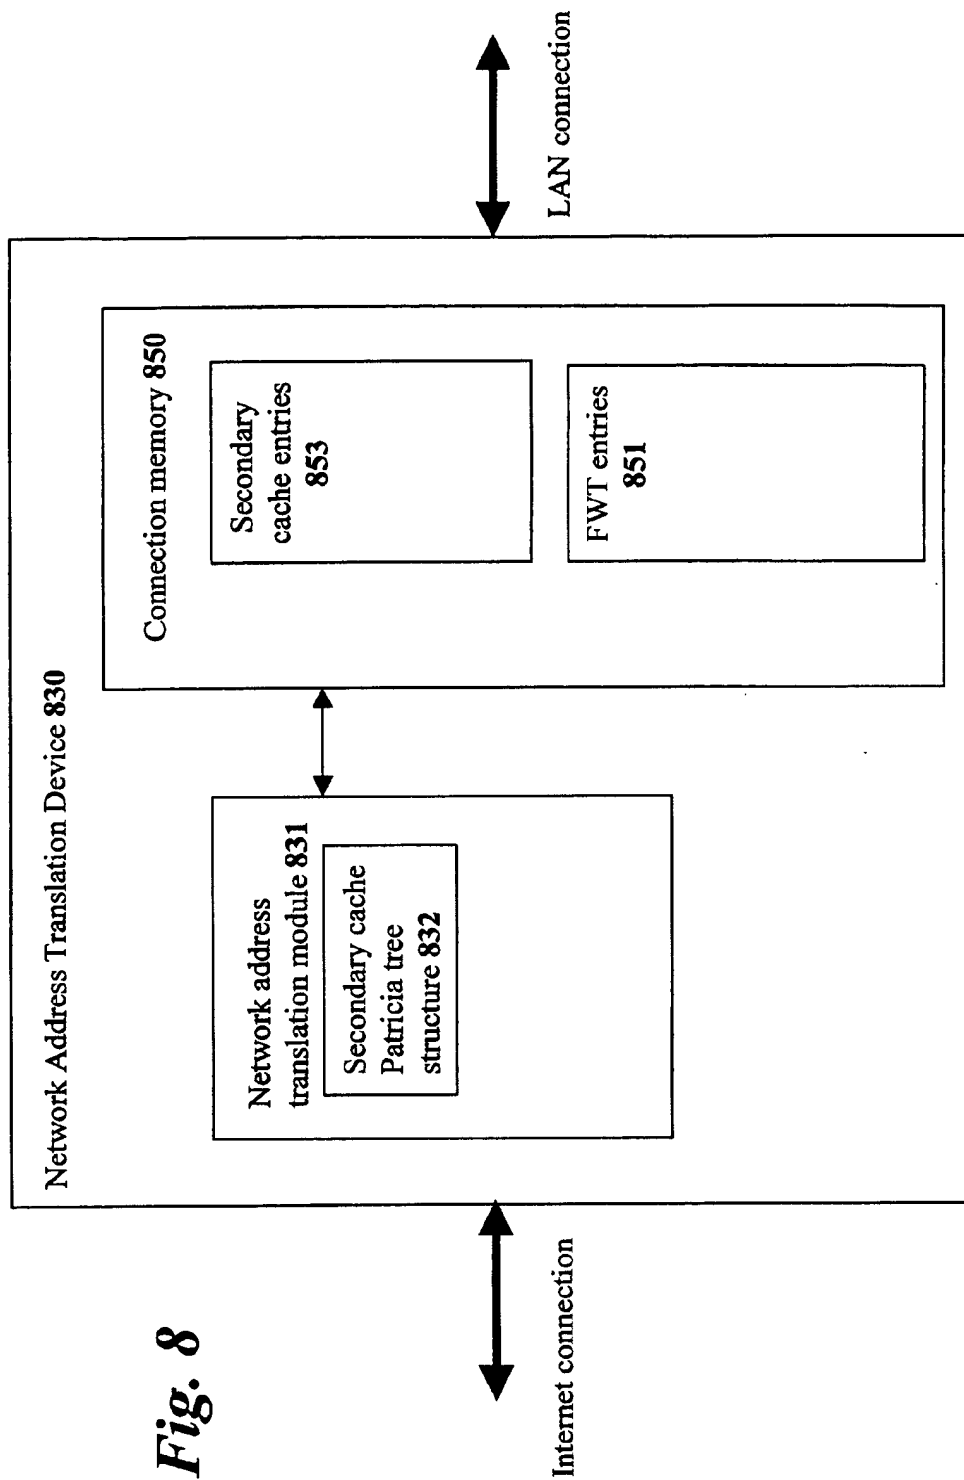 Fig. 8
Network Address Translation Device 830
Internet connection
Network address
translation module 831
Secondary cache
Patricia tree
structure 832
Connection memory 850
Secondary
cache entries
853
FWT entries
851
LAN connection